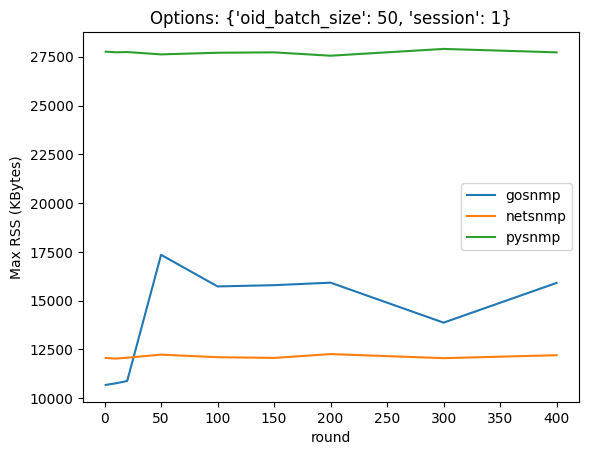 Options: {'oid_batch_size': 50, 'session': 1}
27500
25000
22500
20000
17500
15000
12500
10000
Max RSS (KBytes)
gosnmp
netsnmp
pysnmp
0 50 100 150 200 250 300 350 400
round